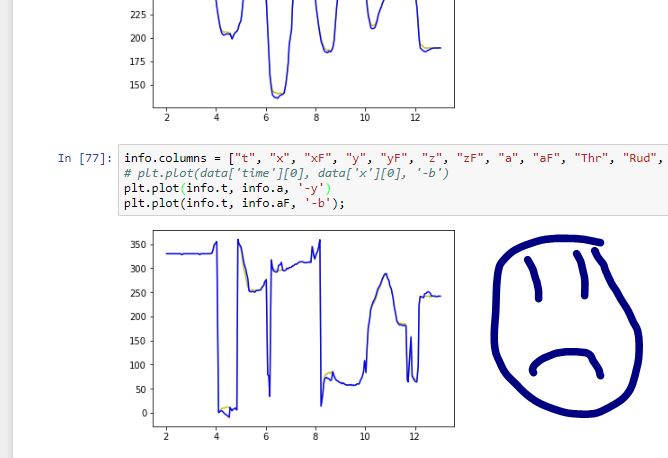 225
200
175
150
2 4 6 8 10 12
In [77]: info.columns = ["t", "x", "xF", "y", "yF", "z", "zF", "a", "aF", "Thr", "Rud",
# plt.plot(data['time'][0], data['x'][0], '-b')
plt.plot(info.t, info.a, '-y')
plt.plot(info.t, info.aF, '-b');
350
300
250
200
150
100
50
0
2 4 6 8 10 12